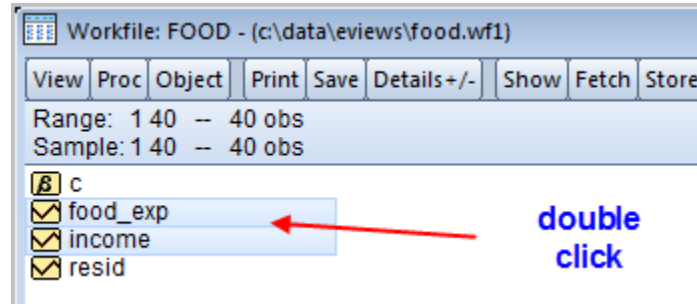 Workfile: FOOD - (c:\data\eviews\food.wf1)
View Proc Object Print Save Details+/- Show Fetch Store
Range: 1 40 -- 40 obs
Sample: 1 40 -- 40 obs
β c
food_exp
income
resid
double
click